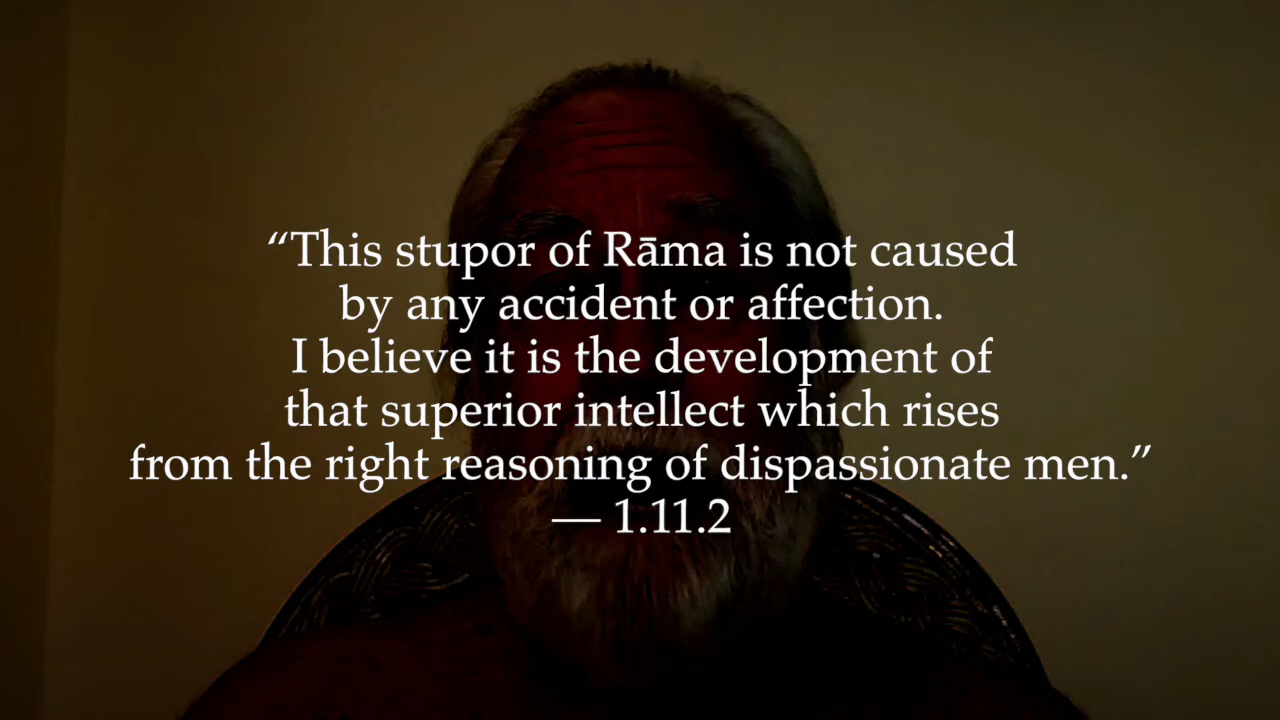 “This stupor of Rāma is not caused
by any accident or affection.
I believe it is the development of
that superior intellect which rises
from the right reasoning of dispassionate men.”
— 1.11.2